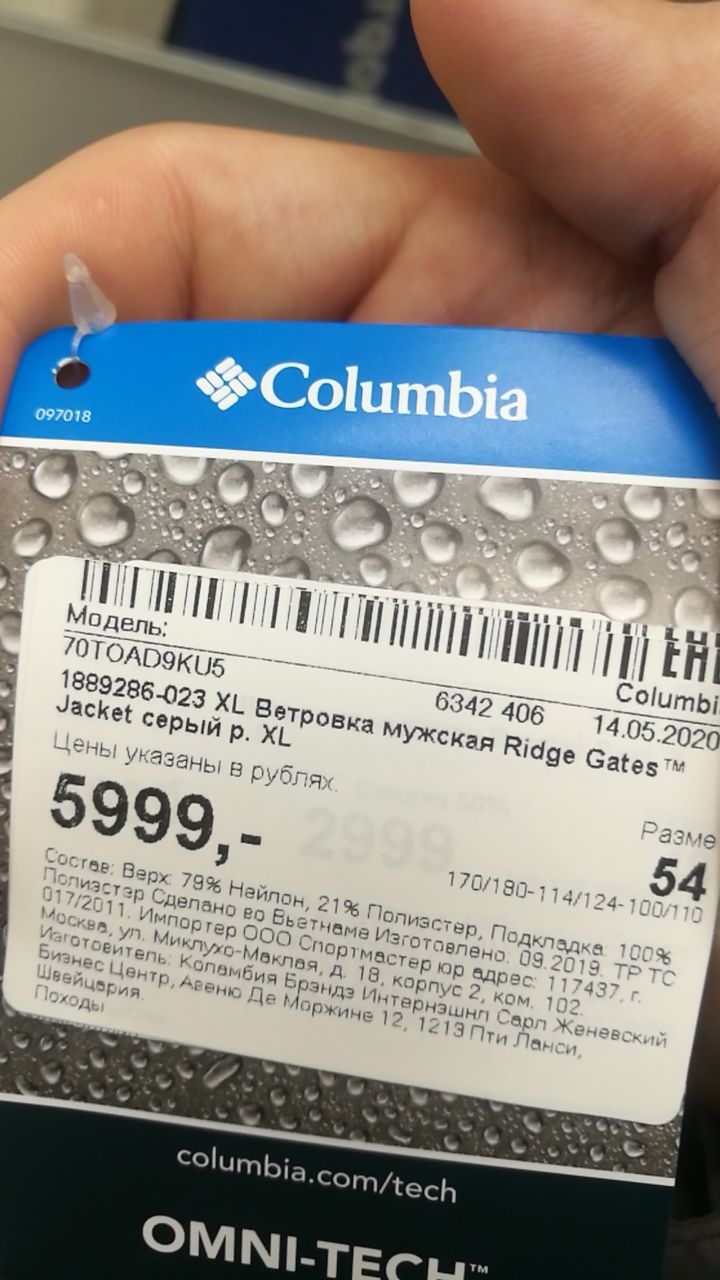 Columbia
097018
ЕАС
Модель:
Columbi
70TOAD9KU5
6342 406
14.05.2020
1889286-023 XL Ветровка мужская Ridge Gates™
Jacket серый р. XL
Цены указаны в рублях.
Скидка 50%
5999,-
2999
Разме
54
170/180-114/124-100/110
Состав: Верх: 79% Нейлон, 21% Полиэстер, Подкладка: 100%
Полиэстер Сделано во Вьетнаме Изготовлено: 09.2019. ТР ТС
017/2011. Импортер ООО Спортмастер юр адрес: 117437, г.
Москва, ул. Миклухо-Маклая, д. 18, корпус 2, ком. 102.
Изготовитель: Коламбия Брэндз Интернэшнл Сарл Женевский
Бизнес Центр, Авеню Де Моржине 12, 1213 Пти Ланси,
Швейцария.
Походы
columbia.com/tech
OMNI-TECH™